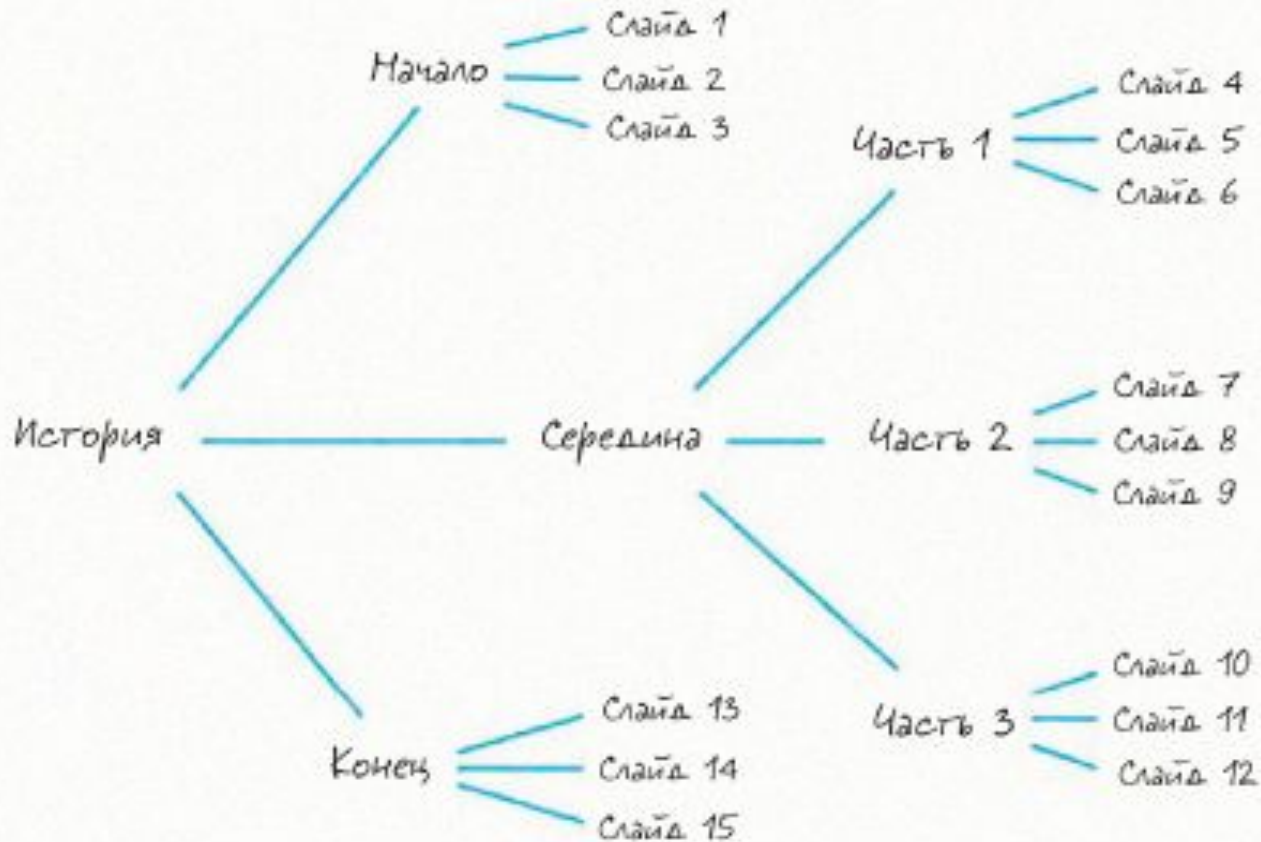 История
Начало
Слайд 1
Слайд 2
Слайд 3
Середина
Часть 1
Слайд 4
Слайд 5
Слайд 6
Часть 2
Слайд 7
Слайд 8
Слайд 9
Часть 3
Слайд 10
Слайд 11
Слайд 12
Конец
Слайд 13
Слайд 14
Слайд 15